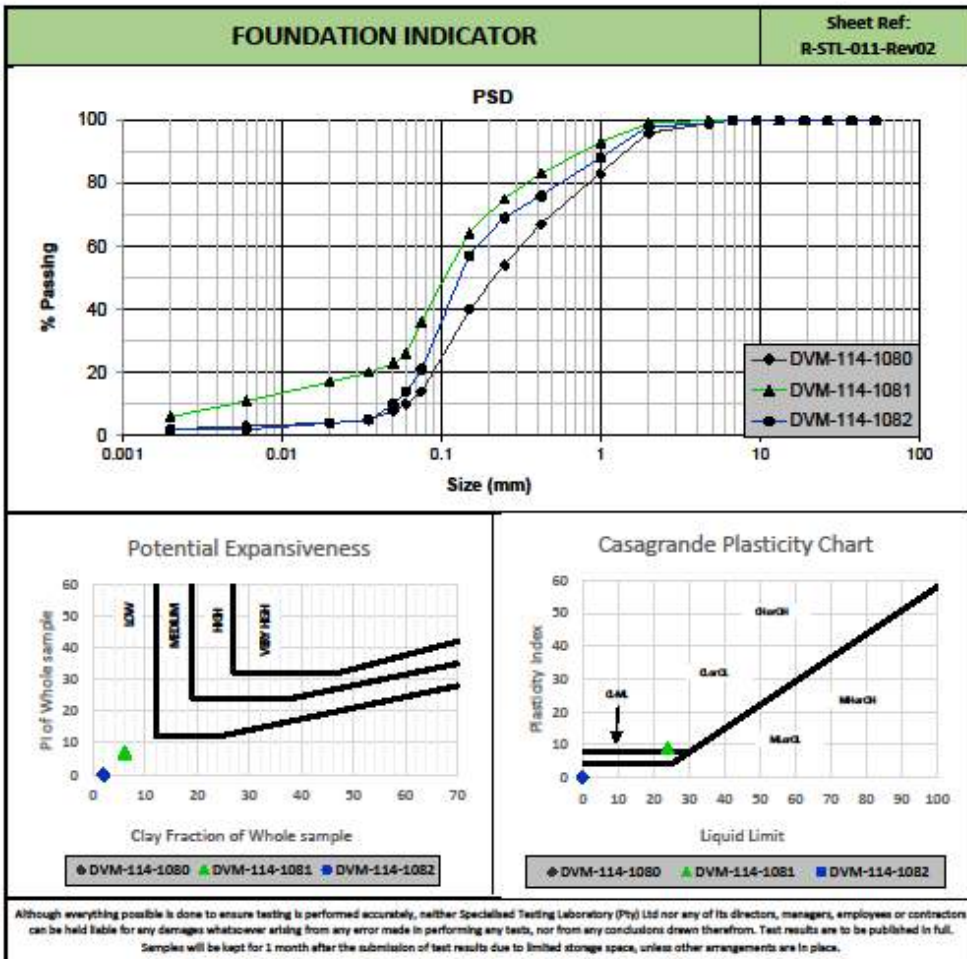 FOUNDATION INDICATOR
Sheet Ref:
R-STL-011-Rev02
PSD
% Passing
100
80
60
40
20
0
0.001
0.01
0.1
1
10
100
Size (mm)
DVM-114-1080
DVM-114-1081
DVM-114-1082
Potential Expansiveness
PI of Whole sample
60
50
40
30
20
10
0
LOW
MEDIUM
HIGH
VERY HIGH
0
10
20
30
40
50
60
70
Clay Fraction of Whole sample
DVM-114-1080
DVM-114-1081
DVM-114-1082
Casagrande Plasticity Chart
Plasticity Index
60
50
40
30
20
10
0
0
10
20
30
40
50
60
70
80
90
100
Liquid Limit
DVM-114-1080
DVM-114-1081
DVM-114-1082
Although everything possible is done to ensure testing is performed accurately, neither Specialised Testing Laboratory (Pty) Ltd nor any of its directors, managers, employees or contractors
can be held liable for any damages whatsoever arising from any error made in performing any tests, nor from any conclusions drawn therefrom. Test results are to be published in full.
Samples will be kept for 1 month after the submission of test results due to limited storage space, unless other arrangements are in place.